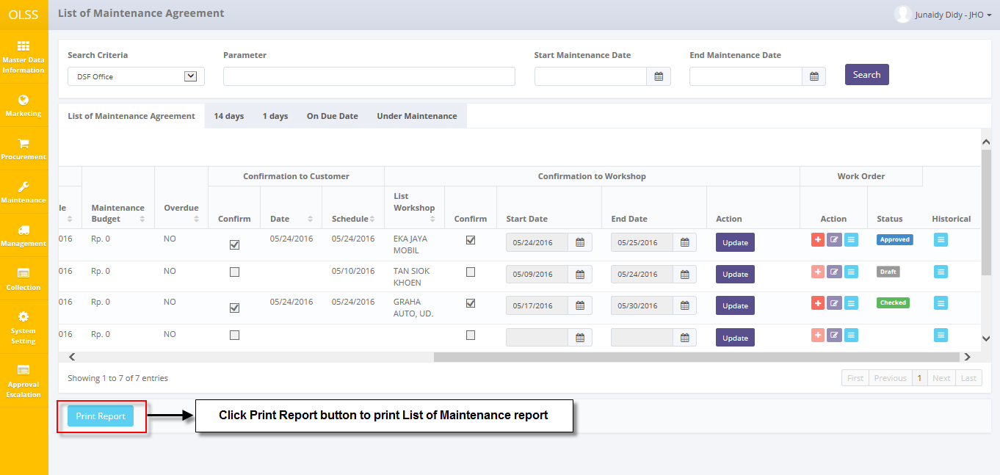 OLSS
List of Maintenance Agreement
Junaidy Didy - JHO
Master Data
Information
Marketing
Procurement
Maintenance
Management
Collection
System
Setting
Approval
Escalation
Search Criteria
Parameter
Start Maintenance Date
End Maintenance Date
DSF Office
Search
List of Maintenance Agreement 14 days 1 days On Due Date Under Maintenance
Confirmation to Customer Confirmation to Workshop Work Order
le
Maintenance
Budget
Overdue
Confirm
Date
Schedule
List
Workshop
Confirm
Start Date
End Date
Action
Action
Status
Historical
016 Rp. 0 NO 05/24/2016 05/24/2016 EKA JAYA
MOBIL
05/24/2016 05/25/2016 Update Approved
016 Rp. 0 NO 05/10/2016 TAN SIOK
KHOEN
05/09/2016 05/24/2016 Update Draft
016 Rp. 0 NO 05/24/2016 05/24/2016 GRAHA
AUTO, UD.
05/17/2016 05/30/2016 Update Checked
016 Rp. 0 NO Update
Showing 1 to 7 of 7 entries
First Previous 1 Next Last
Print Report
Click Print Report button to print List of Maintenance report